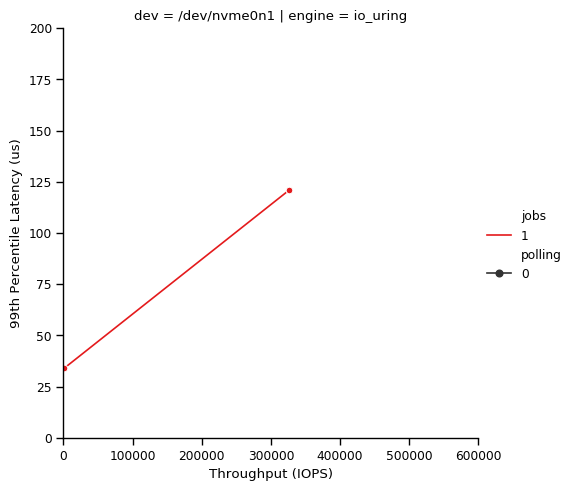 dev = /dev/nvme0n1 | engine = io_uring
200
175
150
125
100
75
50
25
0
99th Percentile Latency (us)
0 100000 200000 300000 400000 500000 600000
Throughput (IOPS)
jobs
1
polling
0